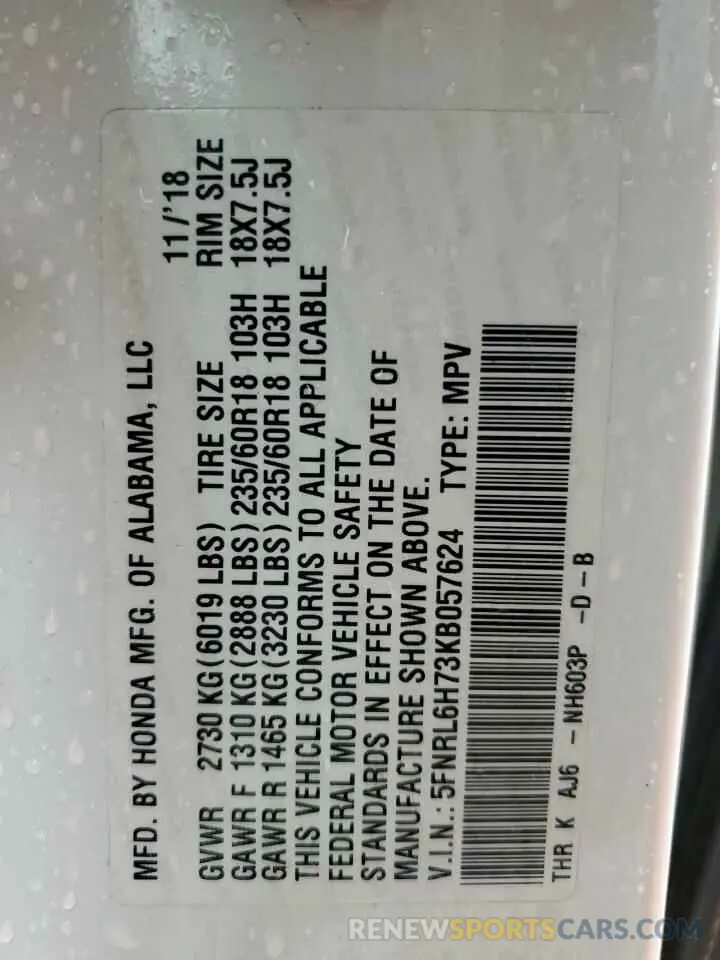 MFD. BY HONDA MFG. OF ALABAMA, LLC 11/'18
GVWR 2730 KG(6019 LBS) TIRE SIZE RIM SIZE
GAWR F 1310 KG(2888 LBS) 235/60R18 103H 18X7.5J
GAWR R 1465 KG(3230 LBS) 235/60R18 103H 18X7.5J
THIS VEHICLE CONFORMS TO ALL APPLICABLE
FEDERAL MOTOR VEHICLE SAFETY
STANDARDS IN EFFECT ON THE DATE OF
MANUFACTURE SHOWN ABOVE.
V.I.N.: 5FNRL6H73KB057624 TYPE: MPV
THR K AJ6 -NH603P -D-B
RENEWSPORTSCARS.COM